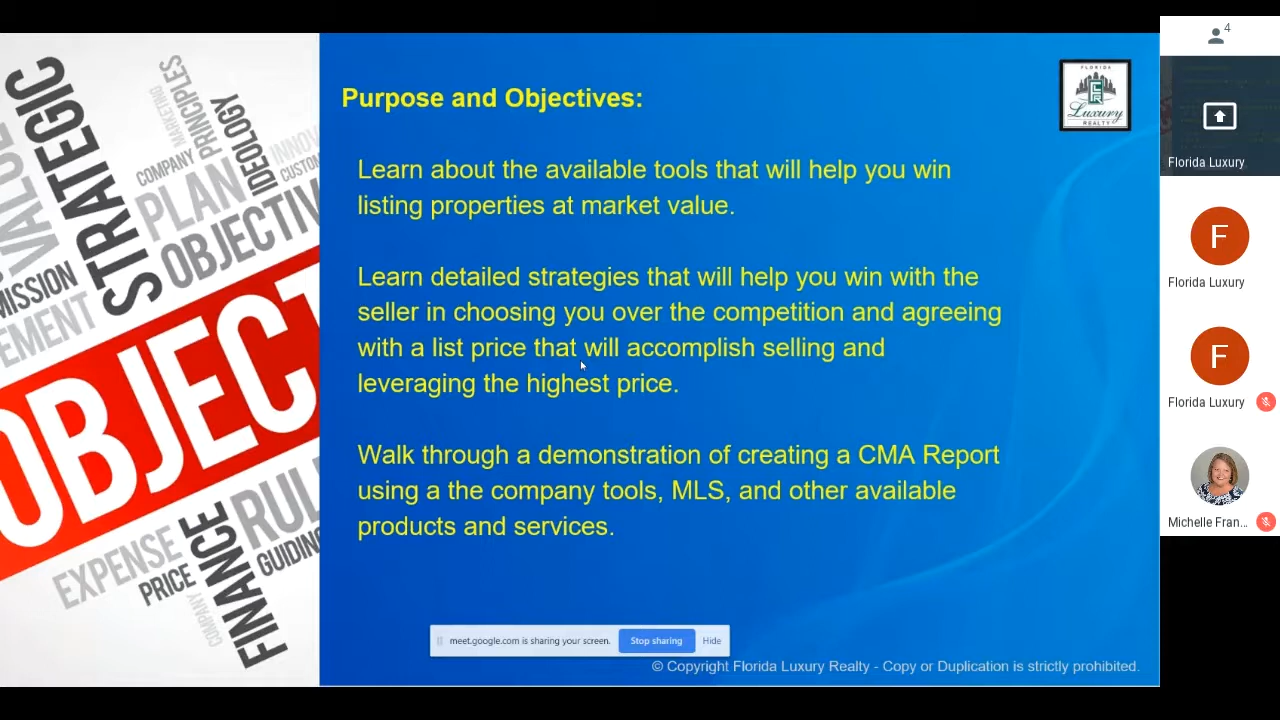 VALUE
STRATEGIC
MARKETING
PRINCIPLES
COMPANY
IDEOLOGY
PLAN
OBJECTIV
INNOV
CUSTOM
MISSION
EMENT
OBJECT
EXPENSE
PRICE
COMPANY
FINANCE
RUL
GUIDING
Purpose and Objectives:
FLORIDA
LR
Luxury
REALTY
Learn about the available tools that will help you win
listing properties at market value.
Learn detailed strategies that will help you win with the
seller in choosing you over the competition and agreeing
with a list price that will accomplish selling and
leveraging the highest price.
Walk through a demonstration of creating a CMA Report
using a the company tools, MLS, and other available
products and services.
meet.google.com is sharing your screen.
Stop sharing
Hide
© Copyright Florida Luxury Realty - Copy or Duplication is strictly prohibited.
4
Florida Luxury
F
Florida Luxury
F
Florida Luxury
Michelle Fran...